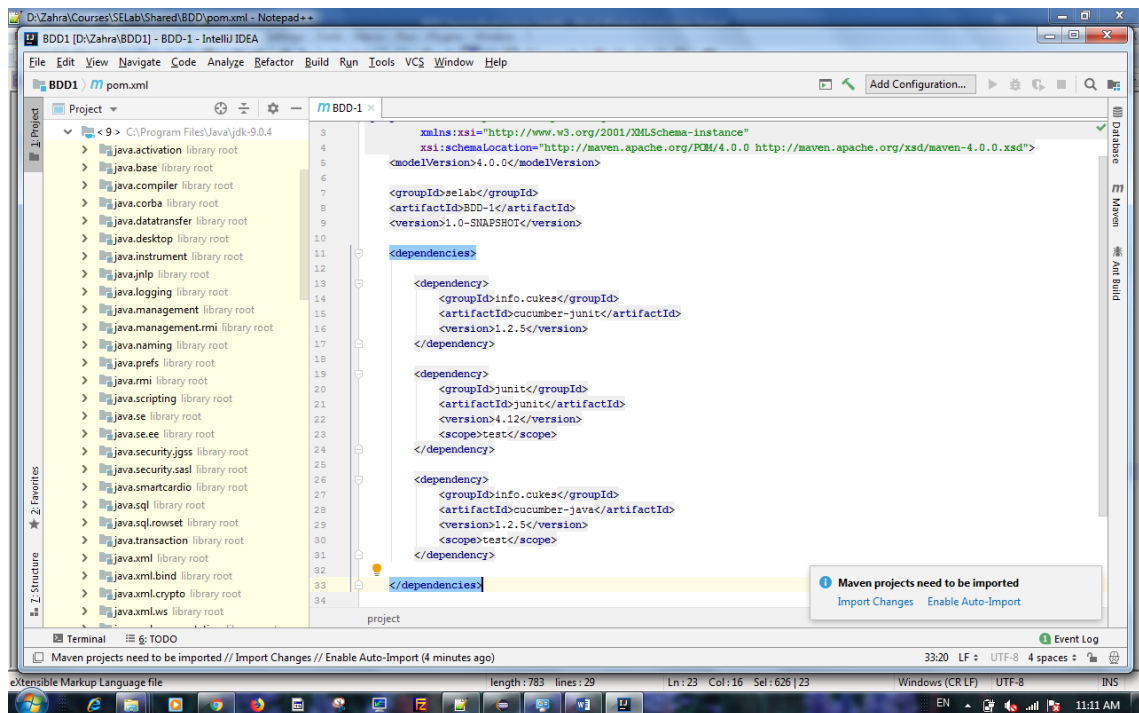 D:\Zahra\Courses\SELab\Shared\BDD\pom.xml - Notepad++
BDD1 [D:\Zahra\BDD1] - BDD-1 - IntelliJ IDEA
File Edit View Navigate Code Analyze Refactor Build Run Tools VCS Window Help
BDD1 m pom.xml
Add Configuration...
Project
m BDD-1
1: Project
2: Favorites
7: Structure
< 9 > C:\Program Files\Java\jdk-9.0.4
java.activation library root
java.base library root
java.compiler library root
java.corba library root
java.datatransfer library root
java.desktop library root
java.instrument library root
java.jnlp library root
java.logging library root
java.management library root
java.management.rmi library root
java.naming library root
java.prefs library root
java.rmi library root
java.scripting library root
java.se library root
java.se.ee library root
java.security.jgss library root
java.security.sasl library root
java.smartcardio library root
java.sql library root
java.sql.rowset library root
java.transaction library root
java.xml library root
java.xml.bind library root
java.xml.crypto library root
java.xml.ws library root
3 xmlns:xsi="http://www.w3.org/2001/XMLSchema-instance"
4 xsi:schemaLocation="http://maven.apache.org/POM/4.0.0 http://maven.apache.org/xsd/maven-4.0.0.xsd">
5 <modelVersion>4.0.0</modelVersion>
6
7 <groupId>selab</groupId>
8 <artifactId>BDD-1</artifactId>
9 <version>1.0-SNAPSHOT</version>
10
11 <dependencies>
12
13 <dependency>
14 <groupId>info.cukes</groupId>
15 <artifactId>cucumber-junit</artifactId>
16 <version>1.2.5</version>
17 </dependency>
18
19 <dependency>
20 <groupId>junit</groupId>
21 <artifactId>junit</artifactId>
22 <version>4.12</version>
23 <scope>test</scope>
24 </dependency>
25
26 <dependency>
27 <groupId>info.cukes</groupId>
28 <artifactId>cucumber-java</artifactId>
29 <version>1.2.5</version>
30 <scope>test</scope>
31 </dependency>
32
33 </dependencies>
34
project
Database
m Maven
Ant Build
Maven projects need to be imported
Import Changes Enable Auto-Import
Terminal 6: TODO
1 Event Log
Maven projects need to be imported // Import Changes // Enable Auto-Import (4 minutes ago)
33:20 LF UTF-8 4 spaces
eXtensible Markup Language file length : 783 lines : 29 Ln : 23 Col : 16 Sel : 626 | 23 Windows (CR LF) UTF-8 INS
EN 11:11 AM